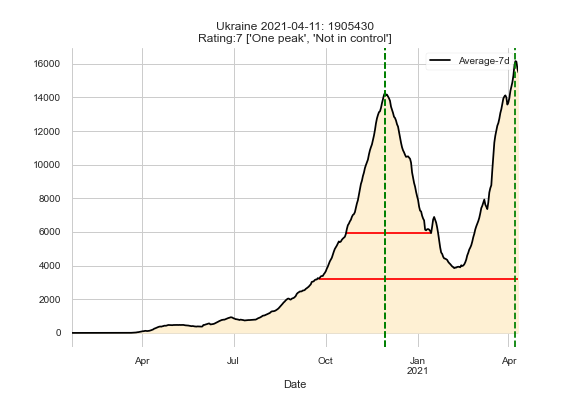 Ukraine 2021-04-11: 1905430
Rating:7 ['One peak', 'Not in control']
Average-7d
16000
14000
12000
10000
8000
6000
4000
2000
0
Apr
Jul
Oct
Jan
2021
Apr
Date